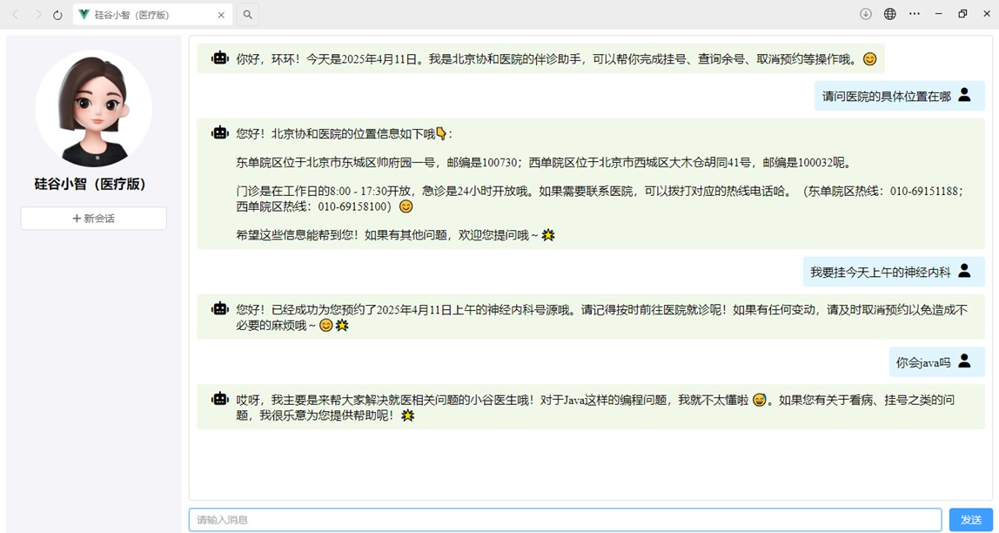 硅谷小智（医疗版）
硅谷小智（医疗版）
+ 新会话
你好，环环！今天是2025年4月11日。我是北京协和医院的伴诊助手，可以帮你完成挂号、查询余号、取消预约等操作哦。😊
请问医院的具体位置在哪
您好！北京协和医院的位置信息如下哦👇：
东单院区位于北京市东城区帅府园一号，邮编是100730；西单院区位于北京市西城区大木仓胡同41号，邮编是100032呢。
门诊是在工作日的8:00 - 17:30开放，急诊是24小时开放哦。如果需要联系医院，可以拨打对应的热线电话哈。（东单院区热线：010-69151188；
西单院区热线：010-69158100）😊
希望这些信息能帮到您！如果有其他问题，欢迎您提问哦～🌟
我要挂今天上午的神经内科
您好！已经成功为您预约了2025年4月11日上午的神经内科号源哦。请记得按时前往医院就诊呢！如果有任何变动，请及时取消预约以免造成不
必要的麻烦哦～😊🌟
你会java吗
哎呀，我主要是来帮大家解决就医相关问题的小谷医生哦！对于Java这样的编程问题，我就不太懂啦 😅。如果您有关于看病、挂号之类的问
题，我很乐意为您提供帮助呢！🌟
请输入消息
发送